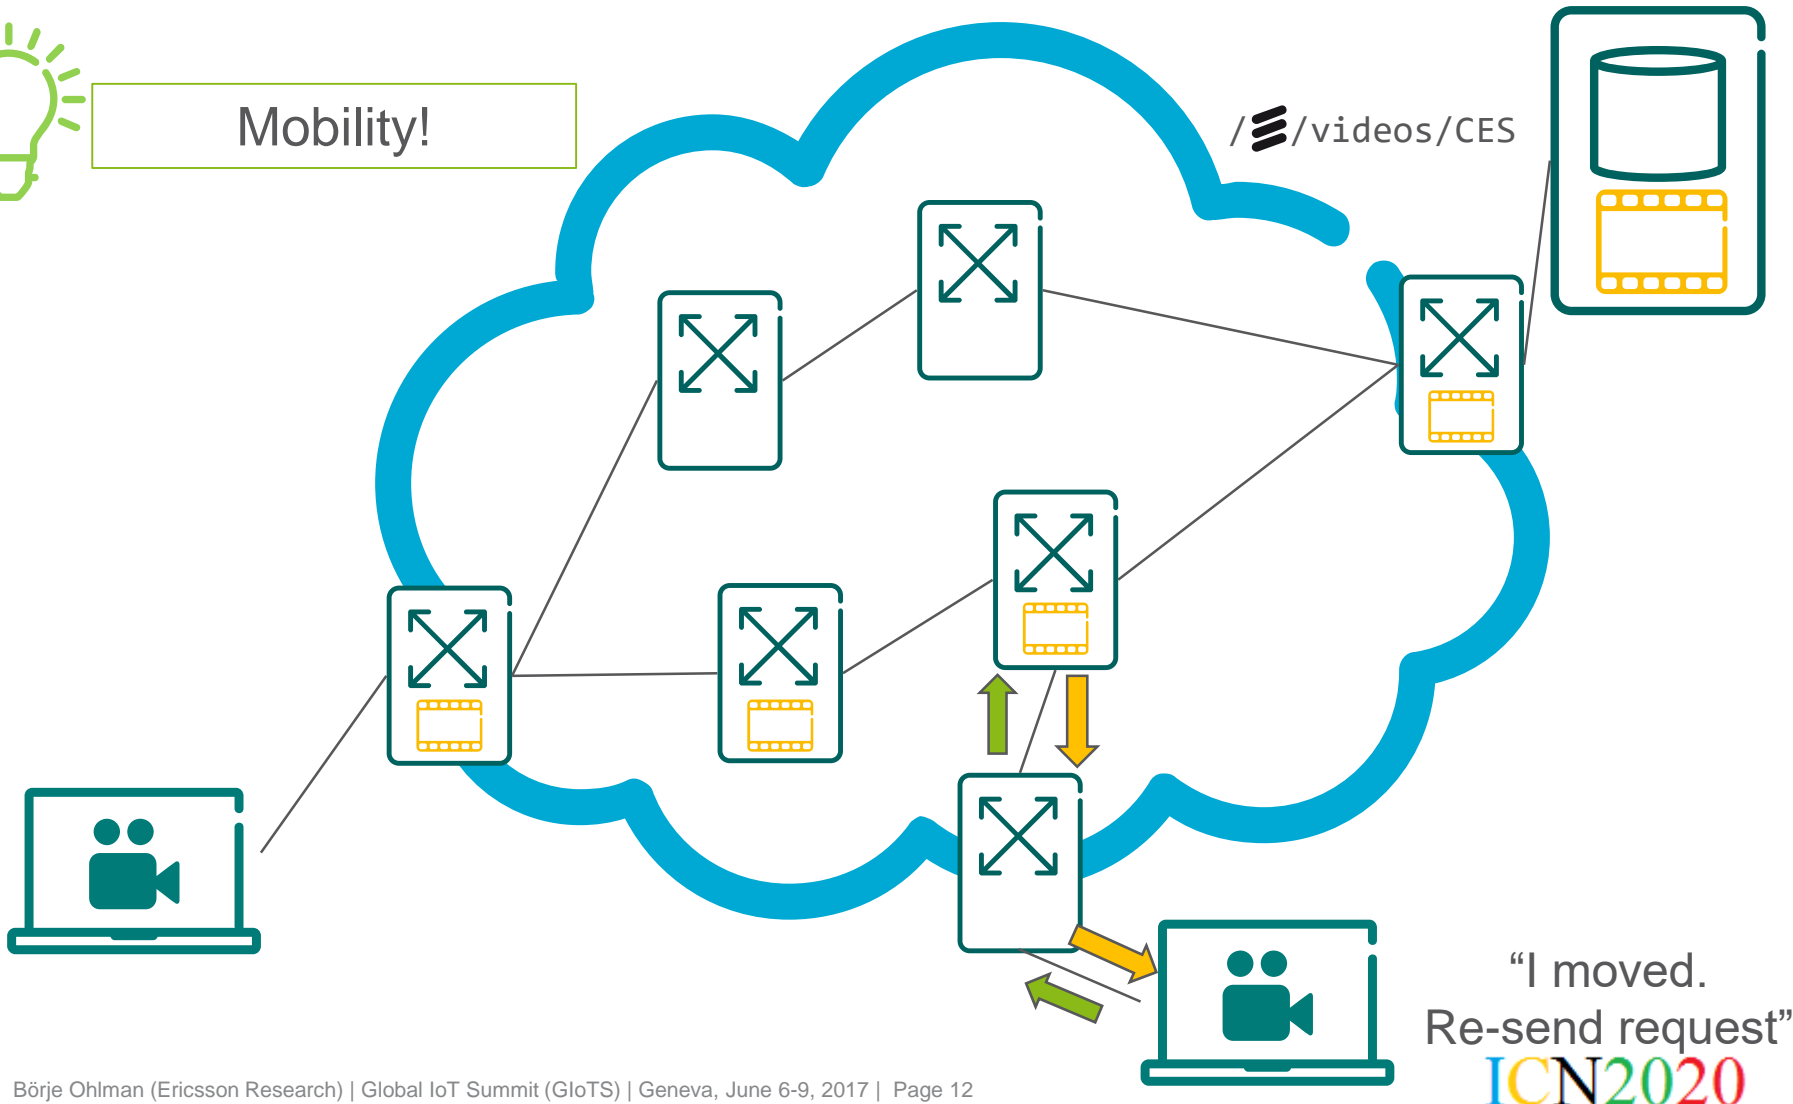 Mobility!
/ /videos/CES
“I moved.
Re-send request”
ICN2020
Börje Ohlman (Ericsson Research) | Global IoT Summit (GIoTS) | Geneva, June 6-9, 2017 | Page 12